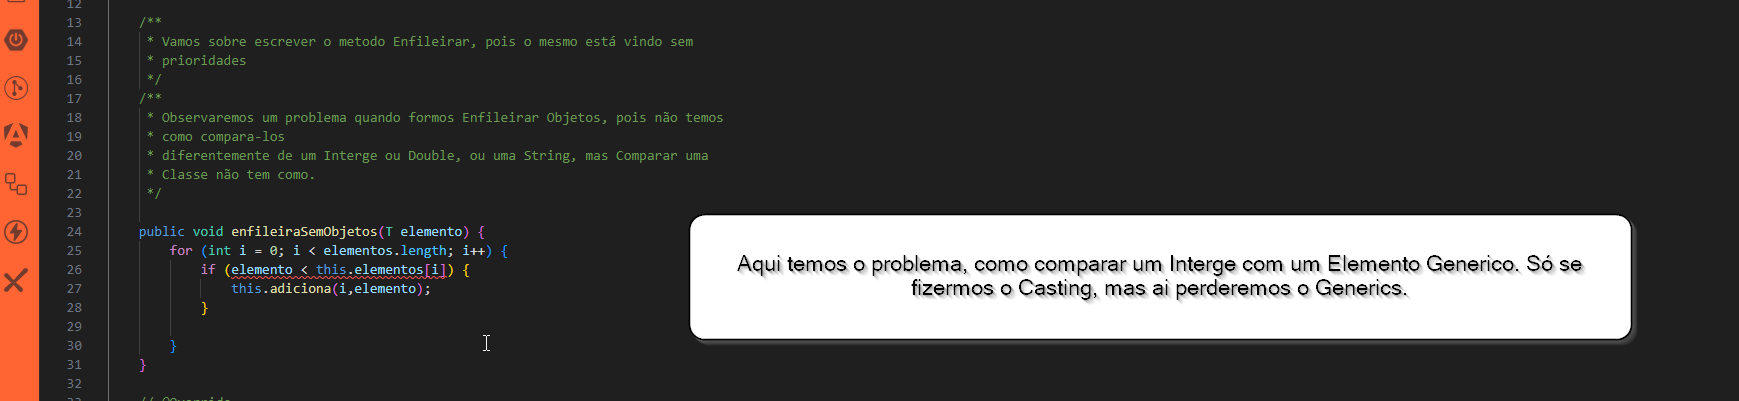 12
13 /**
14 * Vamos sobre escrever o metodo Enfileirar, pois o mesmo está vindo sem
15 * prioridades
16 */
17 /**
18 * Observaremos um problema quando formos Enfileirar Objetos, pois não temos
19 * como compara-los
20 * diferentemente de um Interge ou Double, ou uma String, mas Comparar uma
21 * Classe não tem como.
22 */
23
24 public void enfileiraSemObjetos(T elemento) {
25 for (int i = 0; i < elementos.length; i++) {
26 if (elemento < this.elementos[i]) {
27 this.adiciona(i,elemento);
28 }
29
30 }
31 }
32
Aqui temos o problema, como comparar um Interge com um Elemento Generico. Só se
fizermos o Casting, mas ai perderemos o Generics.